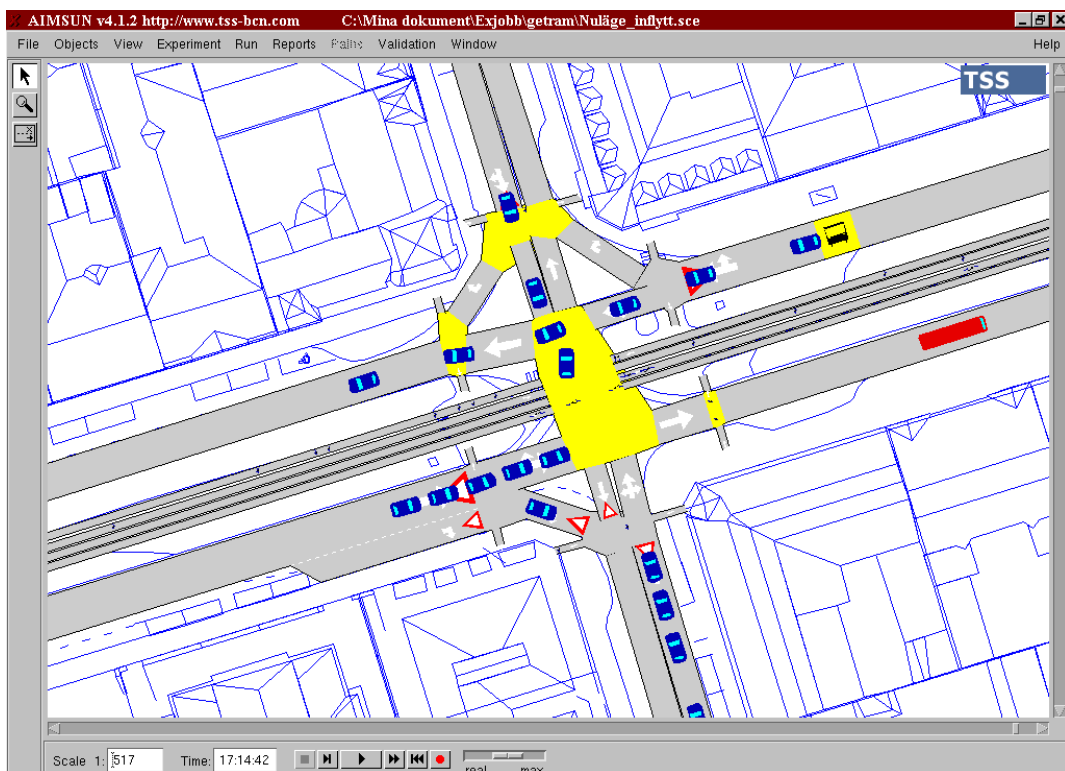 AIMSUN v4.1.2 http://www.tss-bcn.com C:\Mina dokument\Exjobb\getram\Nuläge_inflytt.sce
File Objects View Experiment Run Reports Paths Validation Window Help
TSS
Scale 1: 517 Time: 17:14:42
real max